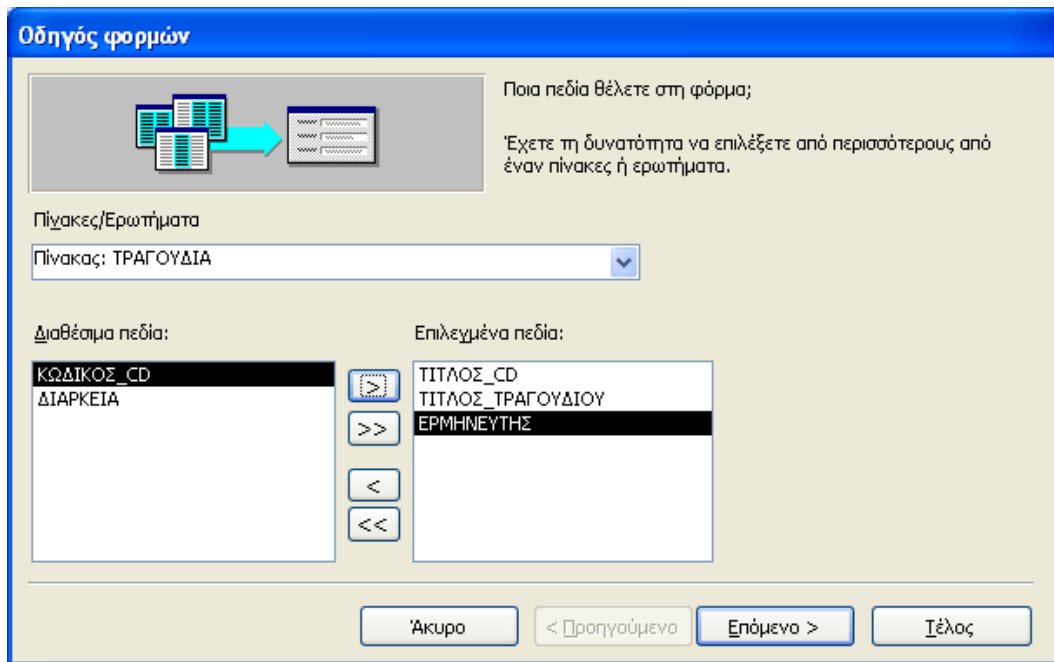 Οδηγός φορμών
Ποια πεδία θέλετε στη φόρμα;
Έχετε τη δυνατότητα να επιλέξετε από περισσότερους από
έναν πίνακες ή ερωτήματα.
Πίνακες/Ερωτήματα
Πίνακας: ΤΡΑΓΟΥΔΙΑ
Διαθέσιμα πεδία:
Επιλεγμένα πεδία:
ΚΩΔΙΚΟΣ_CD
ΔΙΑΡΚΕΙΑ
>
>>
<
<<
ΤΙΤΛΟΣ_CD
ΤΙΤΛΟΣ_ΤΡΑΓΟΥΔΙΟΥ
ΕΡΜΗΝΕΥΤΗΣ
Άκυρο
< Προηγούμενο
Επόμενο >
Τέλος